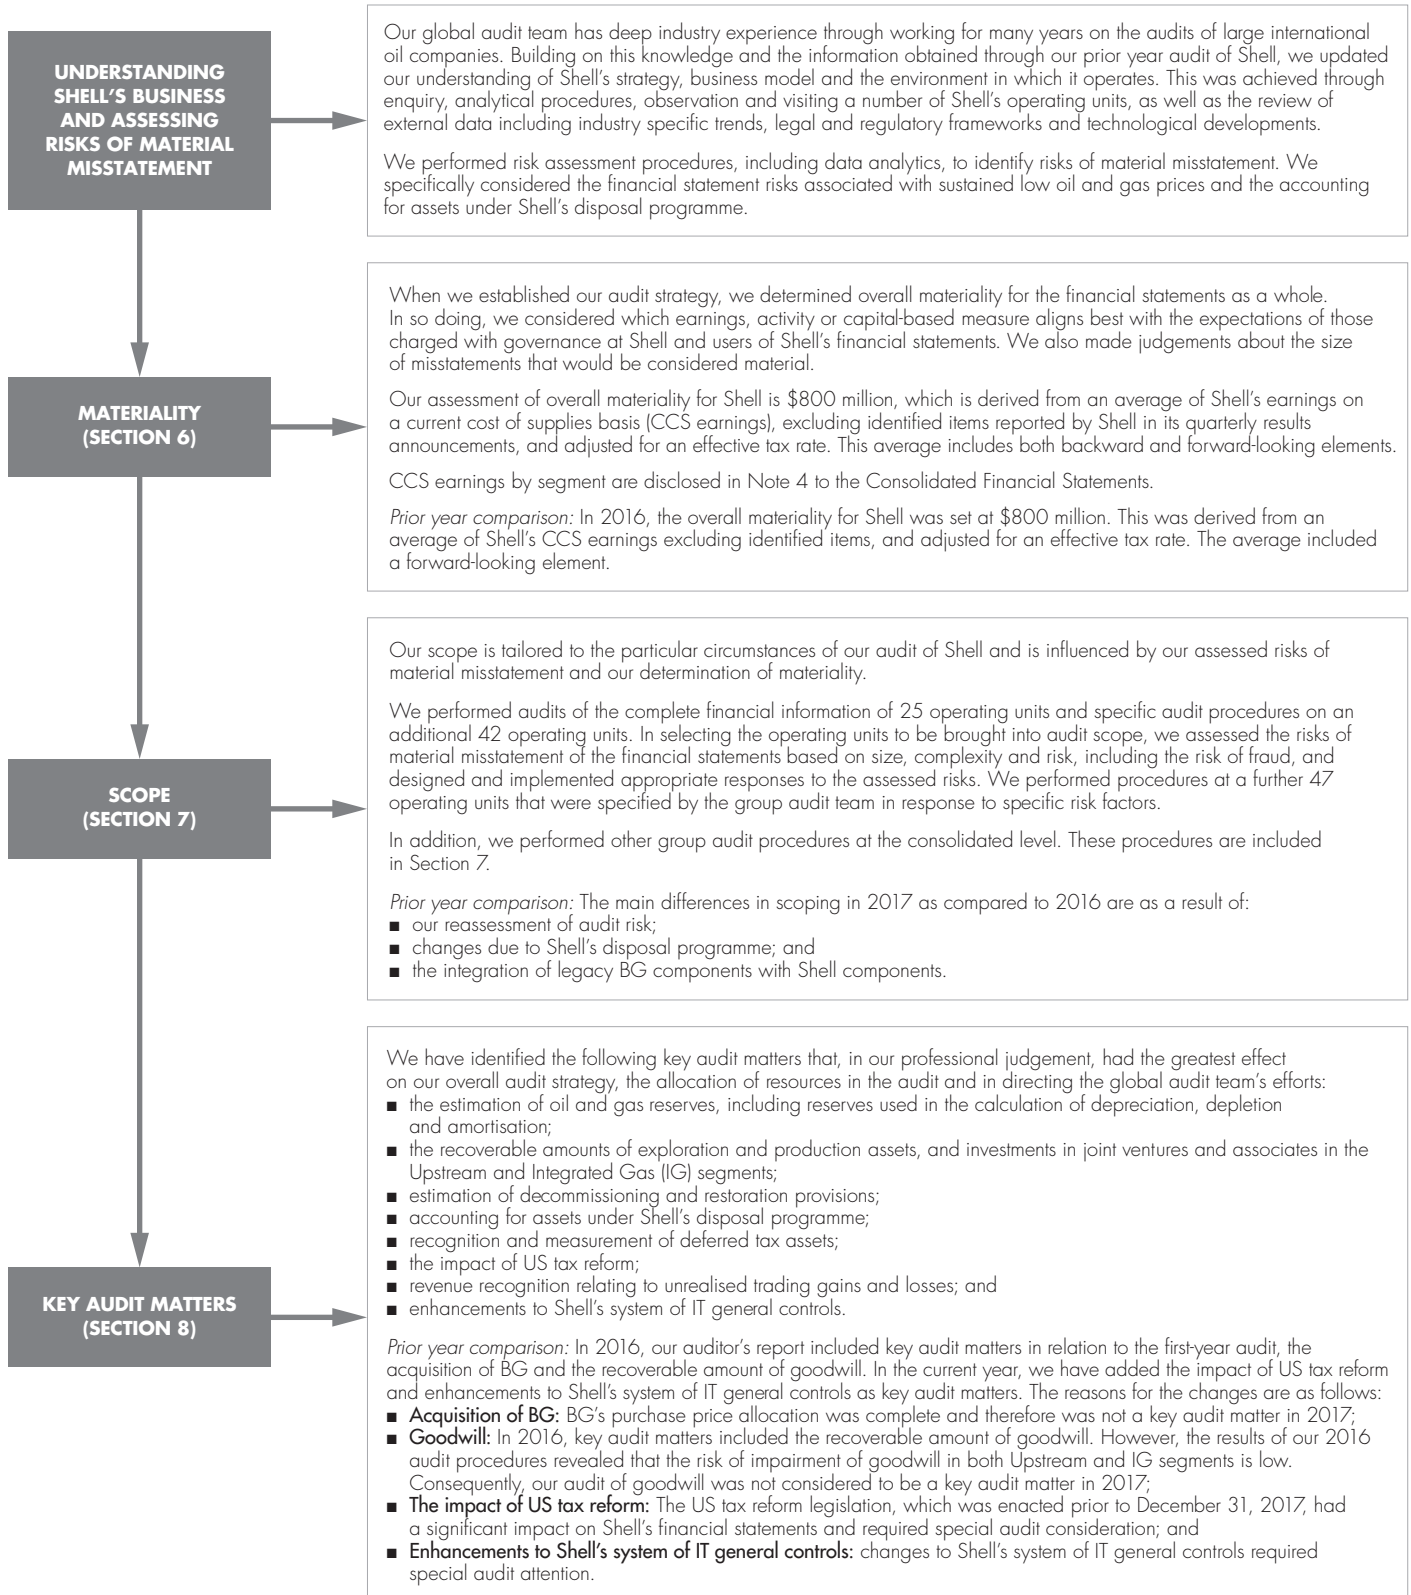 UNDERSTANDING
SHELL'S BUSINESS
AND ASSESSING
RISKS OF MATERIAL
MISSTATEMENT
Our global audit team has deep industry experience through working for many years on the audits of large international
oil companies. Building on this knowledge and the information obtained through our prior year audit of Shell, we updated
our understanding of Shell's strategy, business model and the environment in which it operates. This was achieved through
enquiry, analytical procedures, observation and visiting a number of Shell's operating units, as well as the review of
external data including industry specific trends, legal and regulatory frameworks and technological developments.
We performed risk assessment procedures, including data analytics, to identify risks of material misstatement. We
specifically considered the financial statement risks associated with sustained low oil and gas prices and the accounting
for assets under Shell's disposal programme.
MATERIALITY
(SECTION 6)
When we established our audit strategy, we determined overall materiality for the financial statements as a whole.
In so doing, we considered which earnings, activity or capital-based measure aligns best with the expectations of those
charged with governance at Shell and users of Shell's financial statements. We also made judgements about the size
of misstatements that would be considered material.
Our assessment of overall materiality for Shell is $800 million, which is derived from an average of Shell's earnings on
a current cost of supplies basis (CCS earnings), excluding identified items reported by Shell in its quarterly results
announcements, and adjusted for an effective tax rate. This average includes both backward and forward-looking elements.
CCS earnings by segment are disclosed in Note 4 to the Consolidated Financial Statements.
Prior year comparison: In 2016, the overall materiality for Shell was set at $800 million. This was derived from an
average of Shell's CCS earnings excluding identified items, and adjusted for an effective tax rate. The average included
a forward-looking element.
SCOPE
(SECTION 7)
Our scope is tailored to the particular circumstances of our audit of Shell and is influenced by our assessed risks of
material misstatement and our determination of materiality.
We performed audits of the complete financial information of 25 operating units and specific audit procedures on an
additional 42 operating units. In selecting the operating units to be brought into audit scope, we assessed the risks of
material misstatement of the financial statements based on size, complexity and risk, including the risk of fraud, and
designed and implemented appropriate responses to the assessed risks. We performed procedures at a further 47
operating units that were specified by the group audit team in response to specific risk factors.
In addition, we performed other group audit procedures at the consolidated level. These procedures are included
in Section 7.
Prior year comparison: The main differences in scoping in 2017 as compared to 2016 are as a result of:
■ our reassessment of audit risk;
■ changes due to Shell's disposal programme; and
■ the integration of legacy BG components with Shell components.
KEY AUDIT MATTERS
(SECTION 8)
We have identified the following key audit matters that, in our professional judgement, had the greatest effect
on our overall audit strategy, the allocation of resources in the audit and in directing the global audit team's efforts:
■ the estimation of oil and gas reserves, including reserves used in the calculation of depreciation, depletion
and amortisation;
■ the recoverable amounts of exploration and production assets, and investments in joint ventures and associates in the
Upstream and Integrated Gas (IG) segments;
■ estimation of decommissioning and restoration provisions;
■ accounting for assets under Shell's disposal programme;
■ recognition and measurement of deferred tax assets;
■ the impact of US tax reform;
■ revenue recognition relating to unrealised trading gains and losses; and
■ enhancements to Shell's system of IT general controls.
Prior year comparison: In 2016, our auditor's report included key audit matters in relation to the first-year audit, the
acquisition of BG and the recoverable amount of goodwill. In the current year, we have added the impact of US tax reform
and enhancements to Shell's system of IT general controls as key audit matters. The reasons for the changes are as follows:
■ Acquisition of BG: BG's purchase price allocation was complete and therefore was not a key audit matter in 2017;
■ Goodwill: In 2016, key audit matters included the recoverable amount of goodwill. However, the results of our 2016
audit procedures revealed that the risk of impairment of goodwill in both Upstream and IG segments is low.
Consequently, our audit of goodwill was not considered to be a key audit matter in 2017;
■ The impact of US tax reform: The US tax reform legislation, which was enacted prior to December 31, 2017, had
a significant impact on Shell's financial statements and required special audit consideration; and
■ Enhancements to Shell's system of IT general controls: changes to Shell's system of IT general controls required
special audit attention.